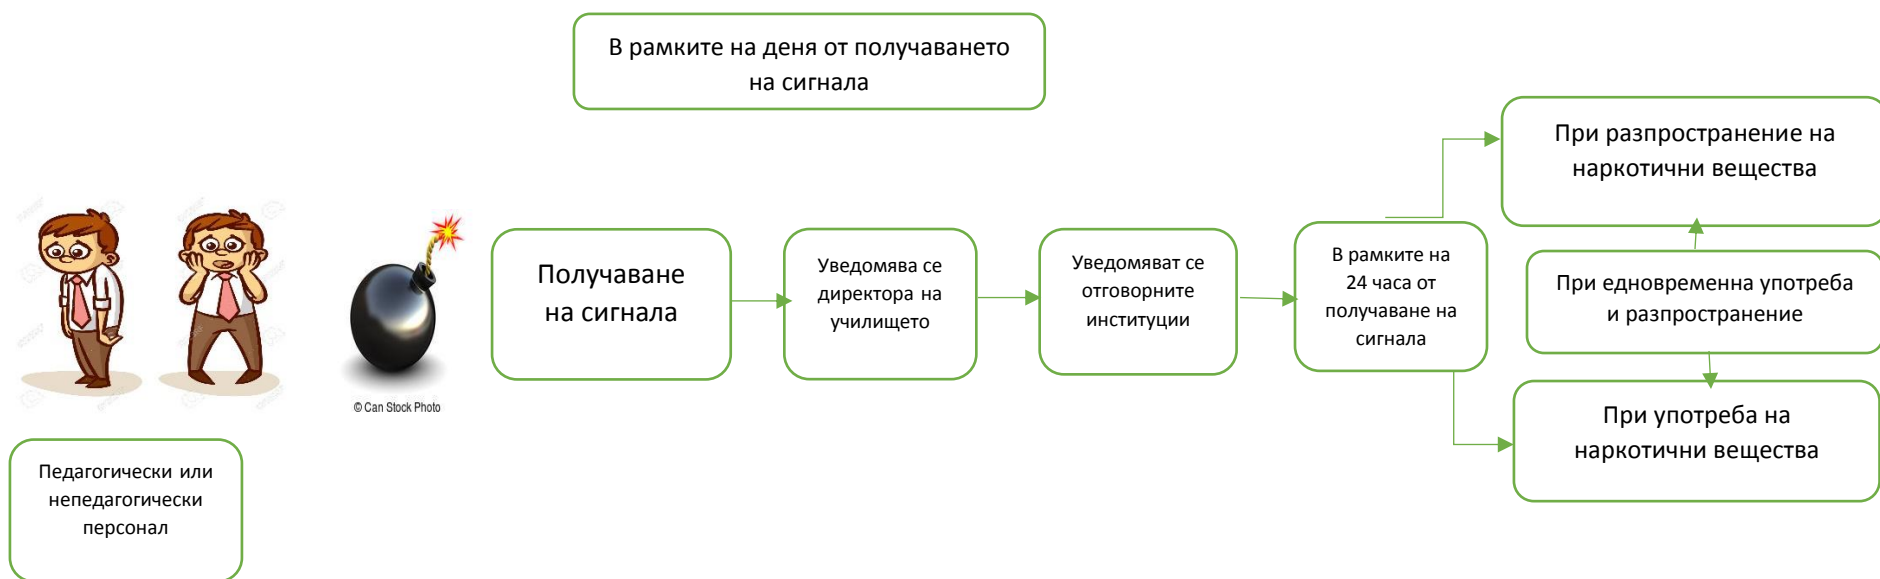 В рамките на деня от получаването
на сигнала
При разпространение на
наркотични вещества
Получаване
на сигнала
Уведомява се
директора на
училището
Уведомяват се
отговорните
институции
В рамките на
24 часа от
получаване на
сигнала
При едновременна употреба
и разпространение
При употреба на
наркотични вещества
© Can Stock Photo
Педагогически или
непедагогически
персонал